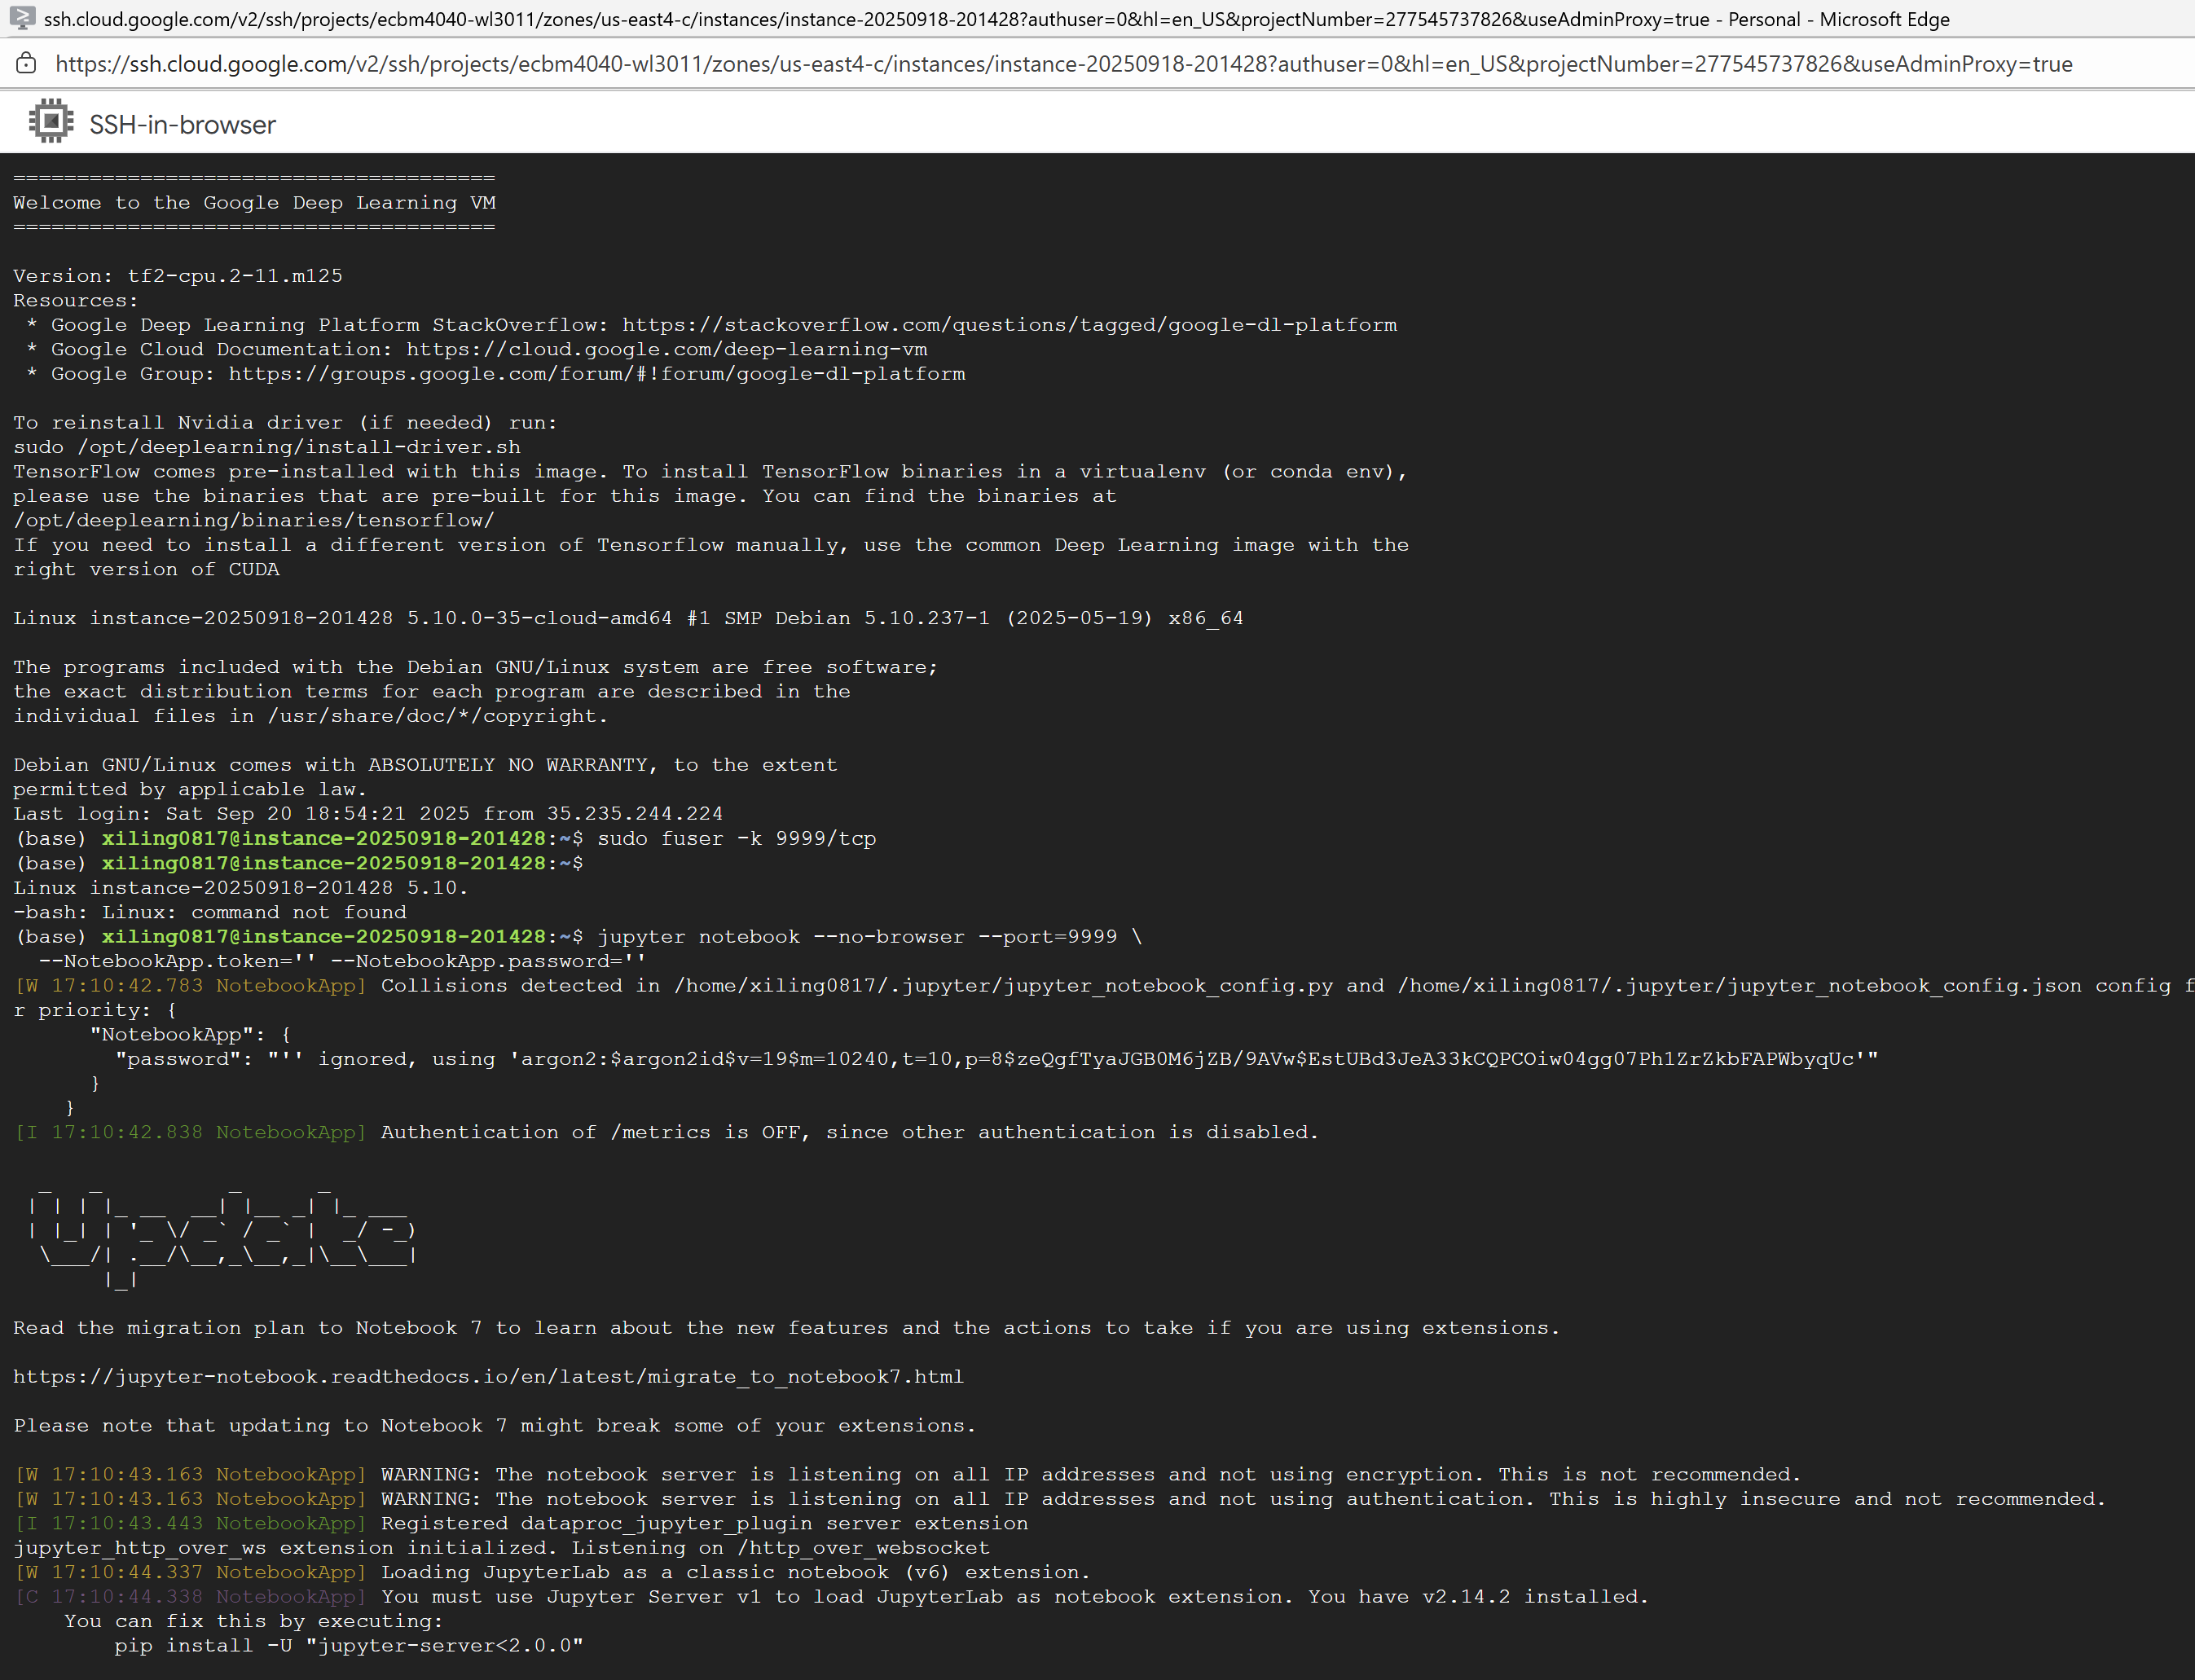 ssh.cloud.google.com/v2/ssh/projects/ecbm4040-wl3011/zones/us-east4-c/instances/instance-20250918-201428?authuser=0&hl=en_US&projectNumber=277545737826&useAdminProxy=true - Personal - Microsoft Edge
https://ssh.cloud.google.com/v2/ssh/projects/ecbm4040-wl3011/zones/us-east4-c/instances/instance-20250918-201428?authuser=0&hl=en_US&projectNumber=277545737826&useAdminProxy=true
SSH-in-browser
======================================
Welcome to the Google Deep Learning VM
======================================
Version: tf2-cpu.2-11.m125
Resources:
 * Google Deep Learning Platform StackOverflow: https://stackoverflow.com/questions/tagged/google-dl-platform
 * Google Cloud Documentation: https://cloud.google.com/deep-learning-vm
 * Google Group: https://groups.google.com/forum/#!forum/google-dl-platform
To reinstall Nvidia driver (if needed) run:
sudo /opt/deeplearning/install-driver.sh
TensorFlow comes pre-installed with this image. To install TensorFlow binaries in a virtualenv (or conda env),
please use the binaries that are pre-built for this image. You can find the binaries at
/opt/deeplearning/binaries/tensorflow/
If you need to install a different version of Tensorflow manually, use the common Deep Learning image with the
right version of CUDA
Linux instance-20250918-201428 5.10.0-35-cloud-amd64 #1 SMP Debian 5.10.237-1 (2025-05-19) x86_64
The programs included with the Debian GNU/Linux system are free software;
the exact distribution terms for each program are described in the
individual files in /usr/share/doc/*/copyright.
Debian GNU/Linux comes with ABSOLUTELY NO WARRANTY, to the extent
permitted by applicable law.
Last login: Sat Sep 20 18:54:21 2025 from 35.235.244.224
(base) xiling0817@instance-20250918-201428:~$ sudo fuser -k 9999/tcp
(base) xiling0817@instance-20250918-201428:~$
Linux instance-20250918-201428 5.10.
-bash: Linux: command not found
(base) xiling0817@instance-20250918-201428:~$ jupyter notebook --no-browser --port=9999 \
  --NotebookApp.token='' --NotebookApp.password=''
[W 17:10:42.783 NotebookApp] Collisions detected in /home/xiling0817/.jupyter/jupyter_notebook_config.py and /home/xiling0817/.jupyter/jupyter_notebook_config.json config f
r priority: {
      "NotebookApp": {
        "password": "'' ignored, using 'argon2:$argon2id$v=19$m=10240,t=10,p=8$zeQgfTyaJGB0M6jZB/9AVw$EstUBd3JeA33kCQPCOiw04gg07Ph1ZrZkbFAPWbyqUc'"
      }
    }
[I 17:10:42.838 NotebookApp] Authentication of /metrics is OFF, since other authentication is disabled.
Update
Read the migration plan to Notebook 7 to learn about the new features and the actions to take if you are using extensions.
https://jupyter-notebook.readthedocs.io/en/latest/migrate_to_notebook7.html
Please note that updating to Notebook 7 might break some of your extensions.
[W 17:10:43.163 NotebookApp] WARNING: The notebook server is listening on all IP addresses and not using encryption. This is not recommended.
[W 17:10:43.163 NotebookApp] WARNING: The notebook server is listening on all IP addresses and not using authentication. This is highly insecure and not recommended.
[I 17:10:43.443 NotebookApp] Registered dataproc_jupyter_plugin server extension
jupyter_http_over_ws extension initialized. Listening on /http_over_websocket
[W 17:10:44.337 NotebookApp] Loading JupyterLab as a classic notebook (v6) extension.
[C 17:10:44.338 NotebookApp] You must use Jupyter Server v1 to load JupyterLab as notebook extension. You have v2.14.2 installed.
    You can fix this by executing:
        pip install -U "jupyter-server<2.0.0"